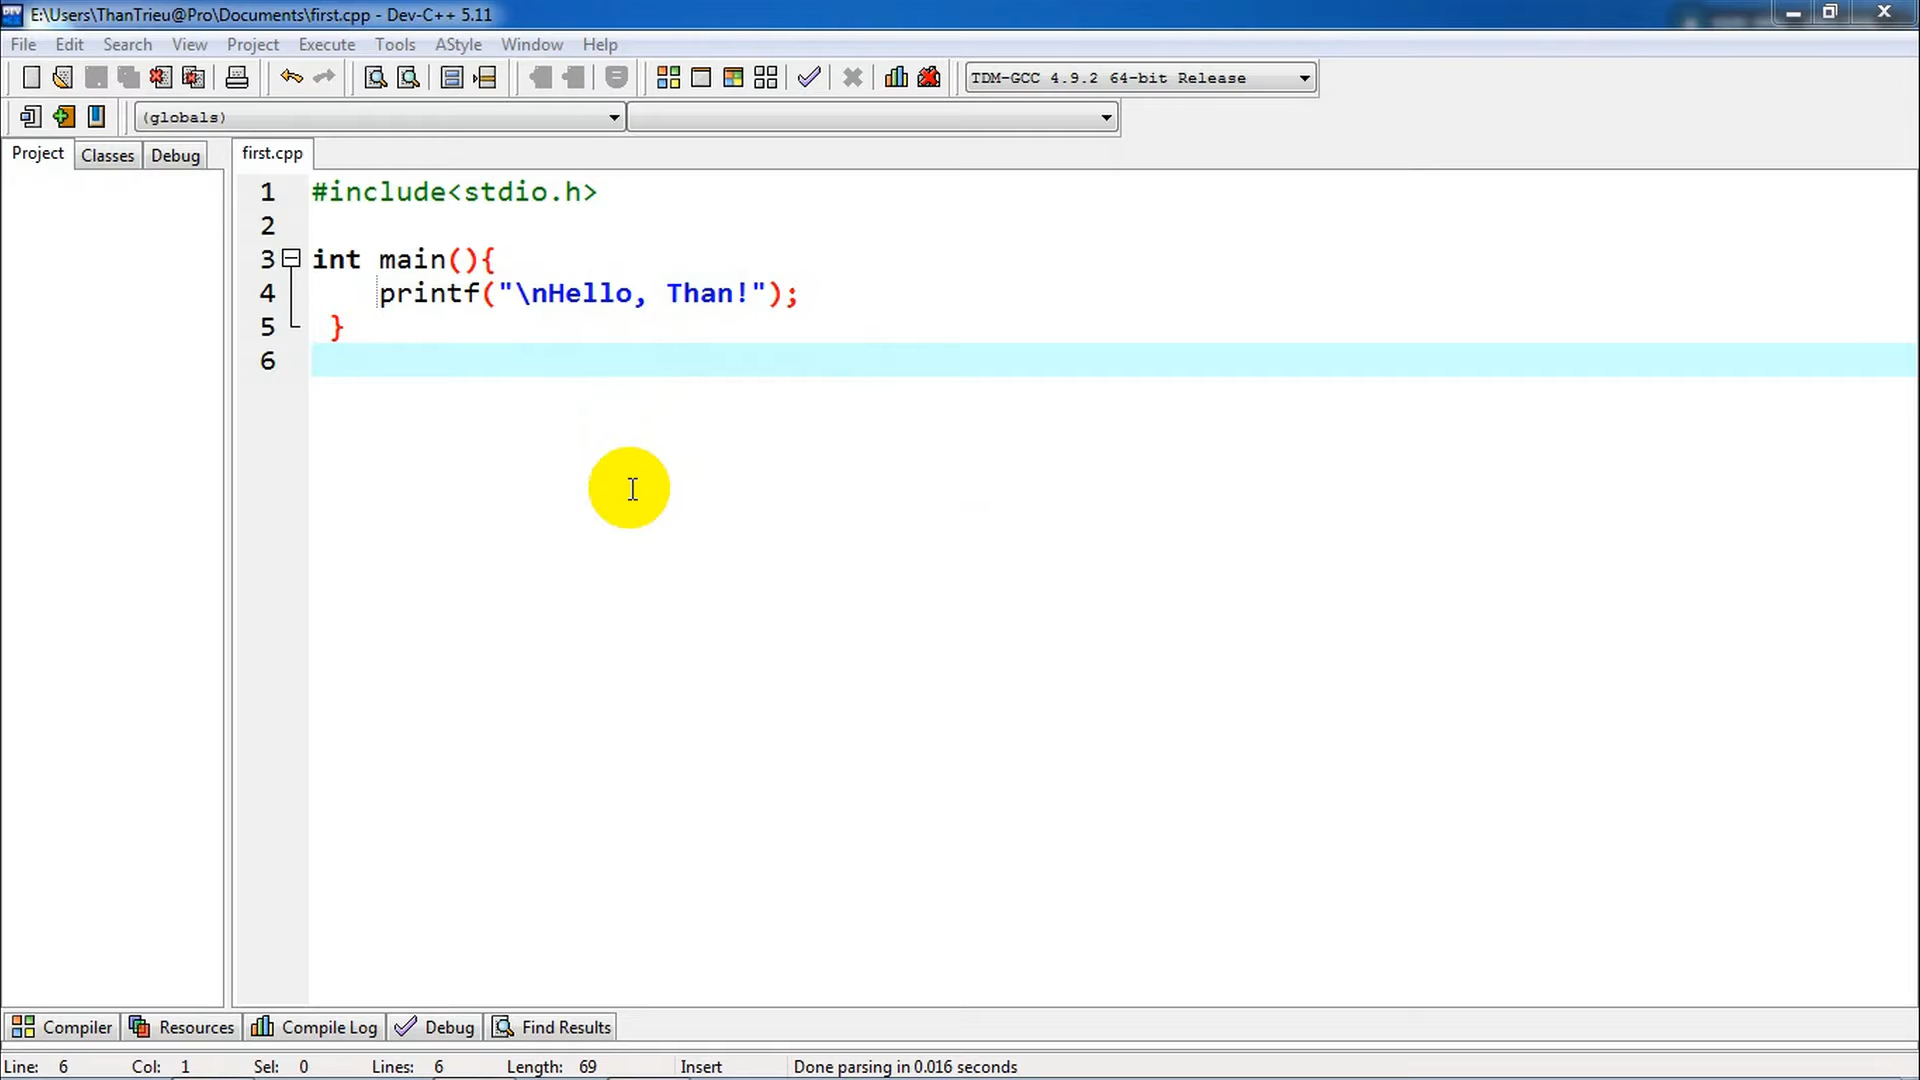 E:\Users\ThanTrieu@Pro\Documents\first.cpp - Dev-C++ 5.11
File Edit Search View Project Execute Tools AStyle Window Help
TDM-GCC 4.9.2 64-bit Release
(globals)
Project Classes Debug first.cpp
1 #include<stdio.h>
2
3 int main(){
4 printf("\nHello, Than!");
5 }
6
Compiler Resources Compile Log Debug Find Results
Line: 6 Col: 1 Sel: 0 Lines: 6 Length: 69 Insert Done parsing in 0.016 seconds